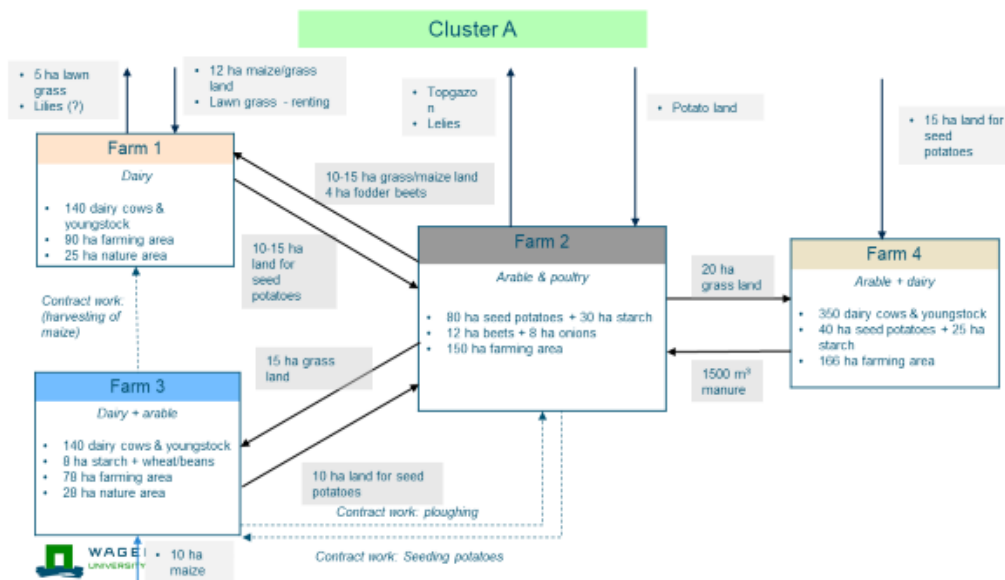 Cluster A
• 5 ha lawn
grass
• Lilies (?)
• 12 ha maize/grass
land
• Lawn grass - renting
• Topgazo
n
• Lelies
• Potato land
• 15 ha land for
seed
potatoes
Farm 1
Dairy
• 140 dairy cows &
youngstock
• 90 ha farming area
• 25 ha nature area
10-15 ha grass/maize land
4 ha fodder beets
10-15 ha
land for
seed
potatoes
Farm 2
Arable & poultry
• 80 ha seed potatoes + 30 ha starch
• 12 ha beets + 8 ha onions
• 150 ha farming area
20 ha
grass land
1500 m³
manure
Farm 4
Arable + dairy
• 350 dairy cows & youngstock
• 40 seed potatoes + 25 ha
starch
• 166 ha farming area
Contract work:
(harvesting of
maize)
15 ha grass
land
Farm 3
Dairy + arable
• 140 dairy cows & youngstock
• 8 ha starch + wheat/beans
• 78 ha farming area
• 28 ha nature area
10 ha land for seed
potatoes
Contract work: ploughing
Contract work: Seeding potatoes
WAGE
UNIVERSITY
• 10 ha
maize